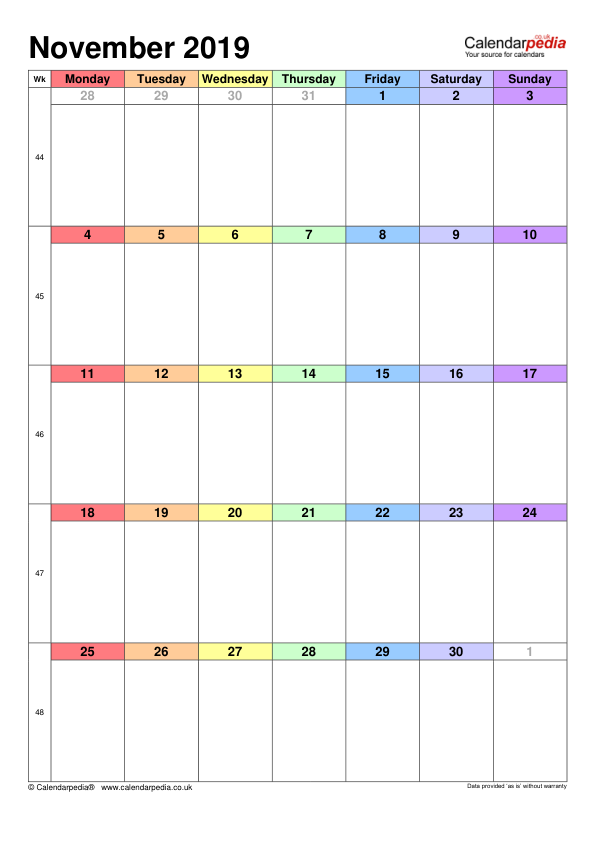 November 2019
.co.uk
Calendarpedia
Your source for calendars
Wk Monday Tuesday Wednesday Thursday Friday Saturday Sunday
28 29 30 31 1 2 3
44
4 5 6 7 8 9 10
45
11 12 13 14 15 16 17
46
18 19 20 21 22 23 24
47
25 26 27 28 29 30 1
48
© Calendarpedia® www.calendarpedia.co.uk
Data provided 'as is' without warranty